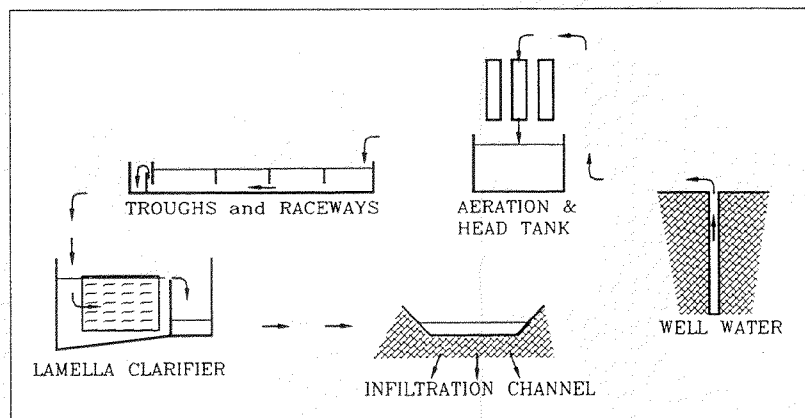 TROUGHS and RACEWAYS
AERATION &
HEAD TANK
WELL WATER
LAMELLA CLARIFIER
INFILTRATION CHANNEL